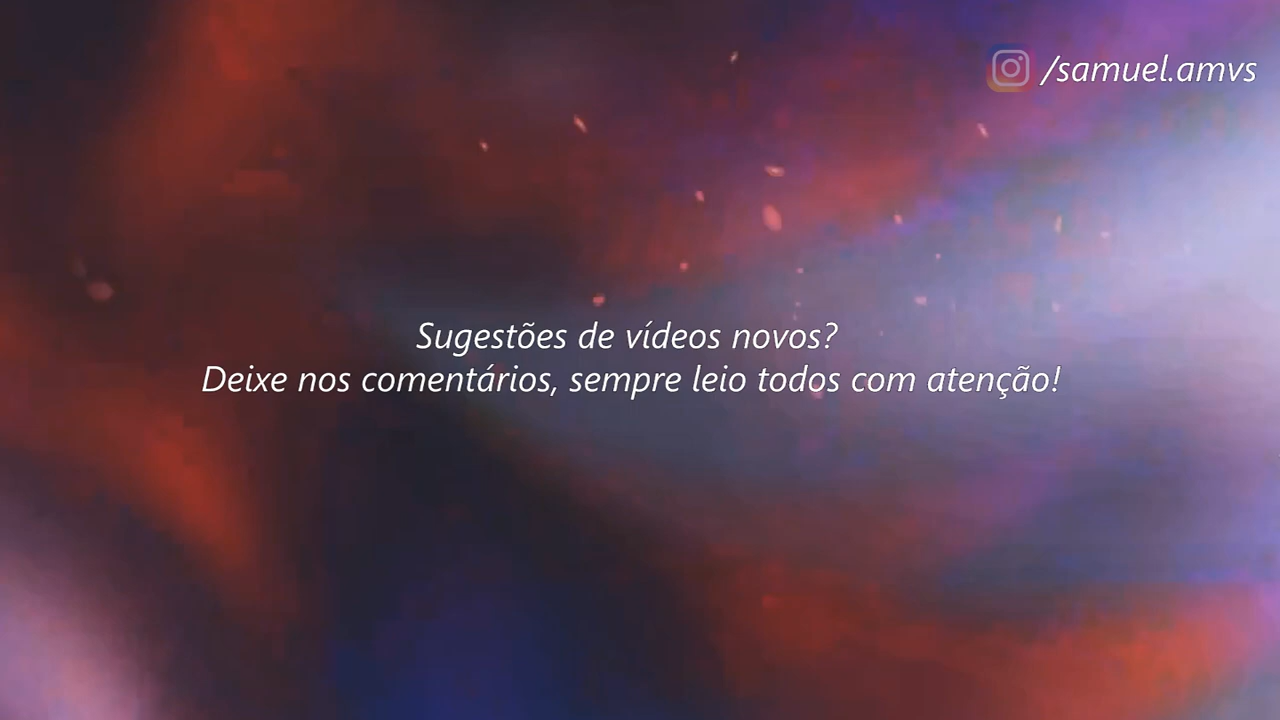 /samuel.amvs
Sugestões de vídeos novos?
Deixe nos comentários, sempre leio todos com atenção!